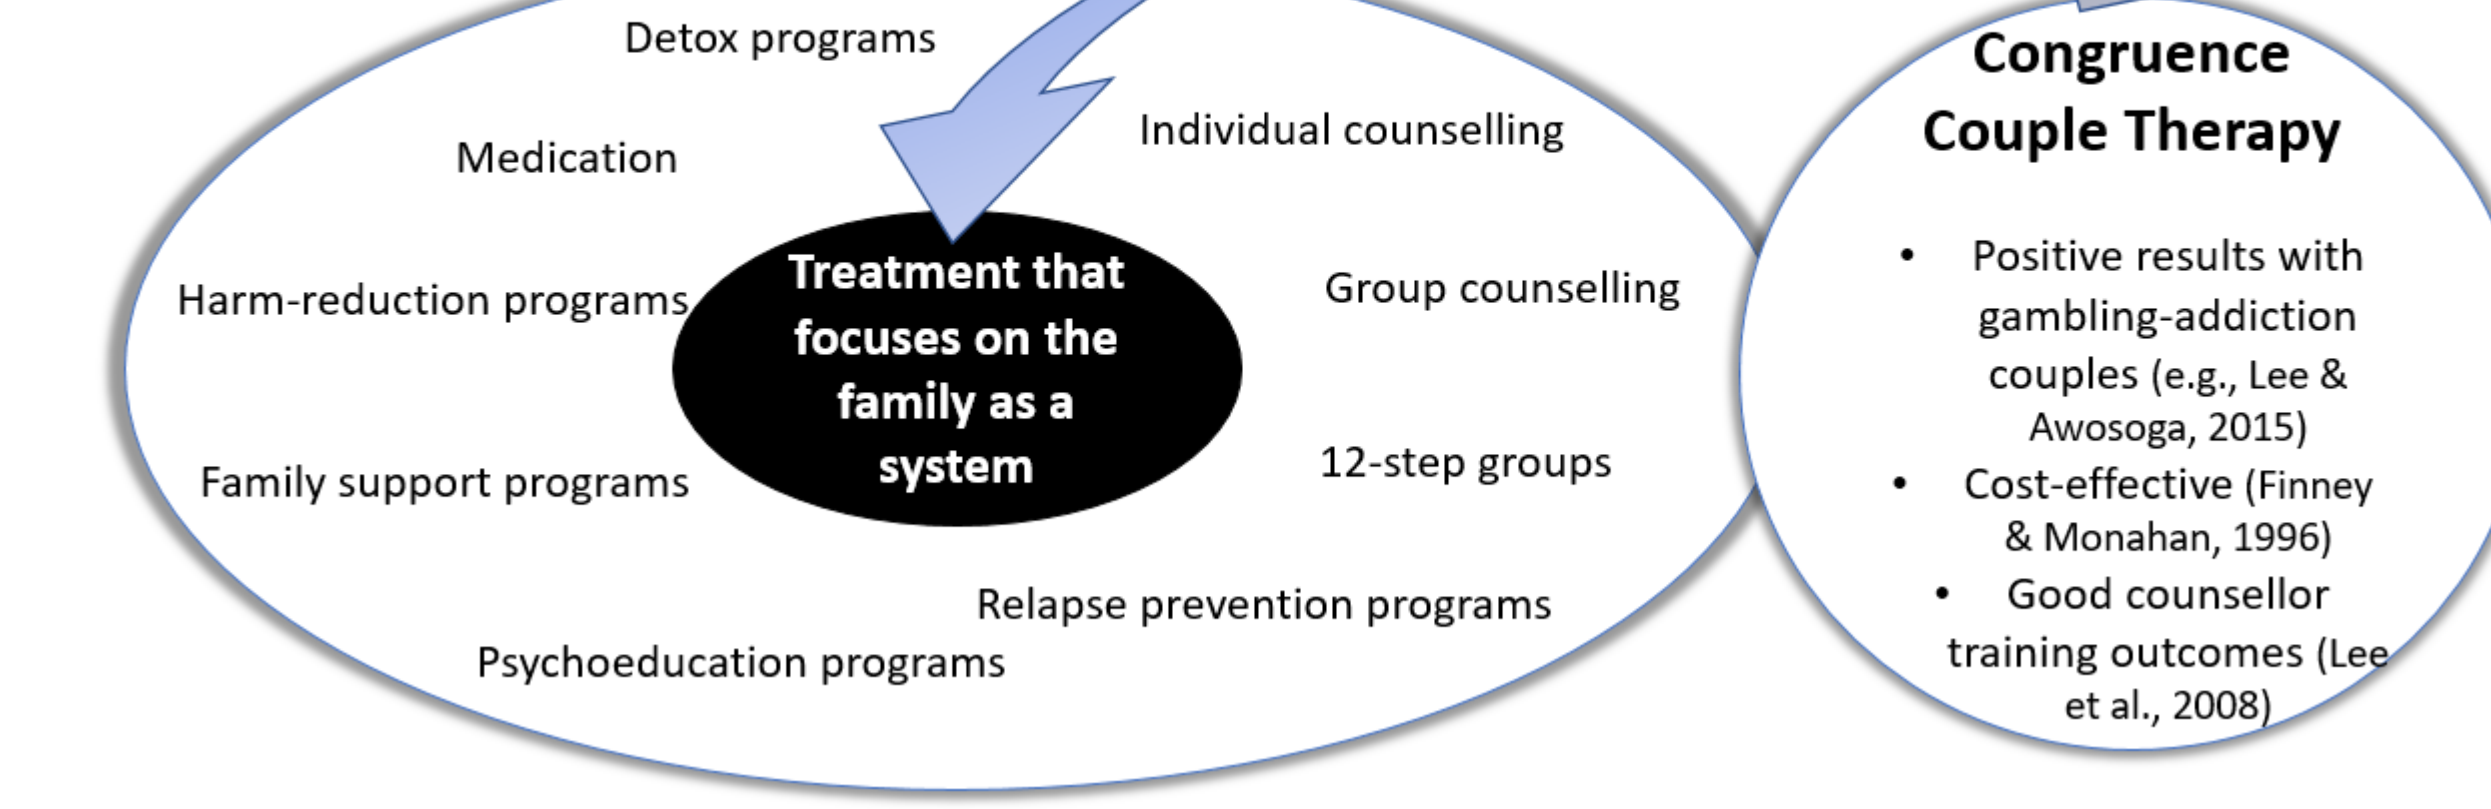 Detox programs
Individual counselling
Medication
Treatment that
focuses on the
family as a
system
Harm-reduction programs
Group counselling
Family support programs
12-step groups
Relapse prevention programs
Psychoeducation programs
Congruence
Couple Therapy
• Positive results with
gambling-addiction
couples (e.g., Lee &
Awosoga, 2015)
• Cost-effective (Finney
& Monahan, 1996)
• Good counsellor
training outcomes (Lee
et al., 2008)